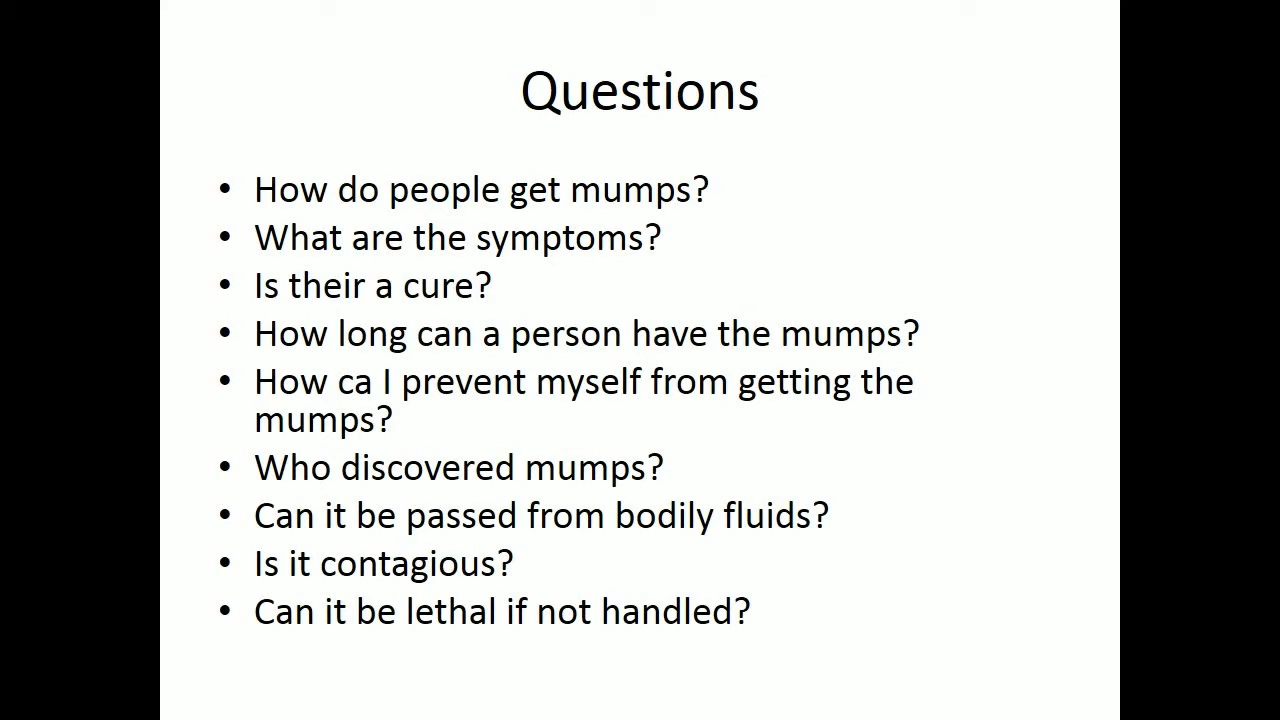 Questions
• How do people get mumps?
• What are the symptoms?
• Is their a cure?
• How long can a person have the mumps?
• How ca I prevent myself from getting the
mumps?
• Who discovered mumps?
• Can it be passed from bodily fluids?
• Is it contagious?
• Can it be lethal if not handled?